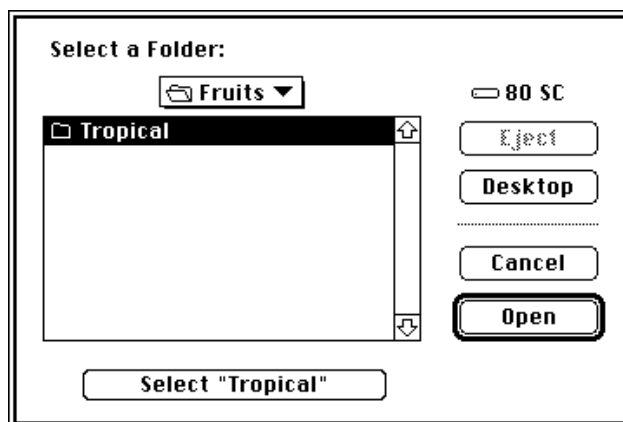 Select a Folder:
Fruits
80 SC
Tropical
Eject
Desktop
Cancel
Open
Select "Tropical"